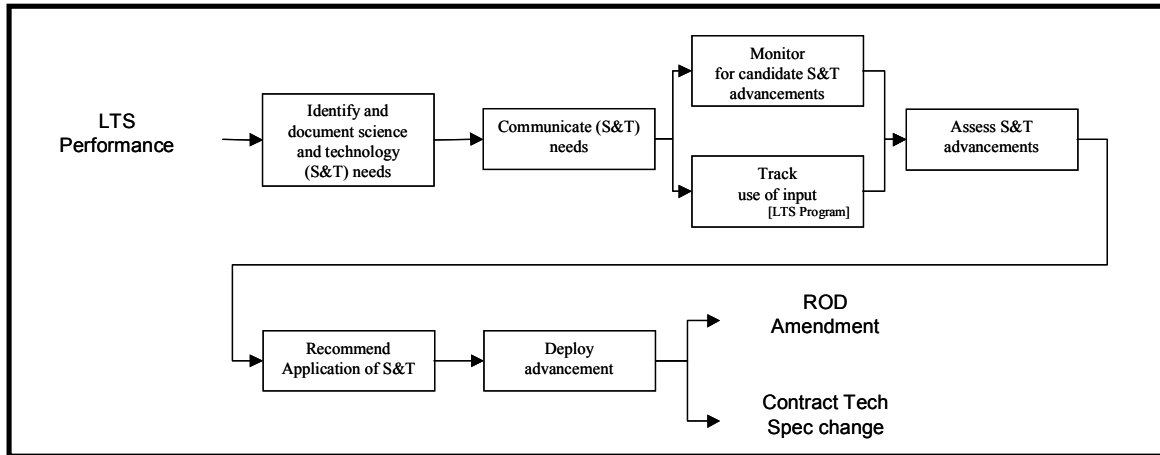 LTS
Performance
Identify and
document science
and technology
(S&T) needs
Communicate (S&T)
needs
Monitor
for candidate S&T
advancements
Track
use of input
[LTS Program]
Assess S&T
advancements
Recommend
Application of S&T
Deploy
advancement
ROD
Amendment
Contract Tech
Spec change